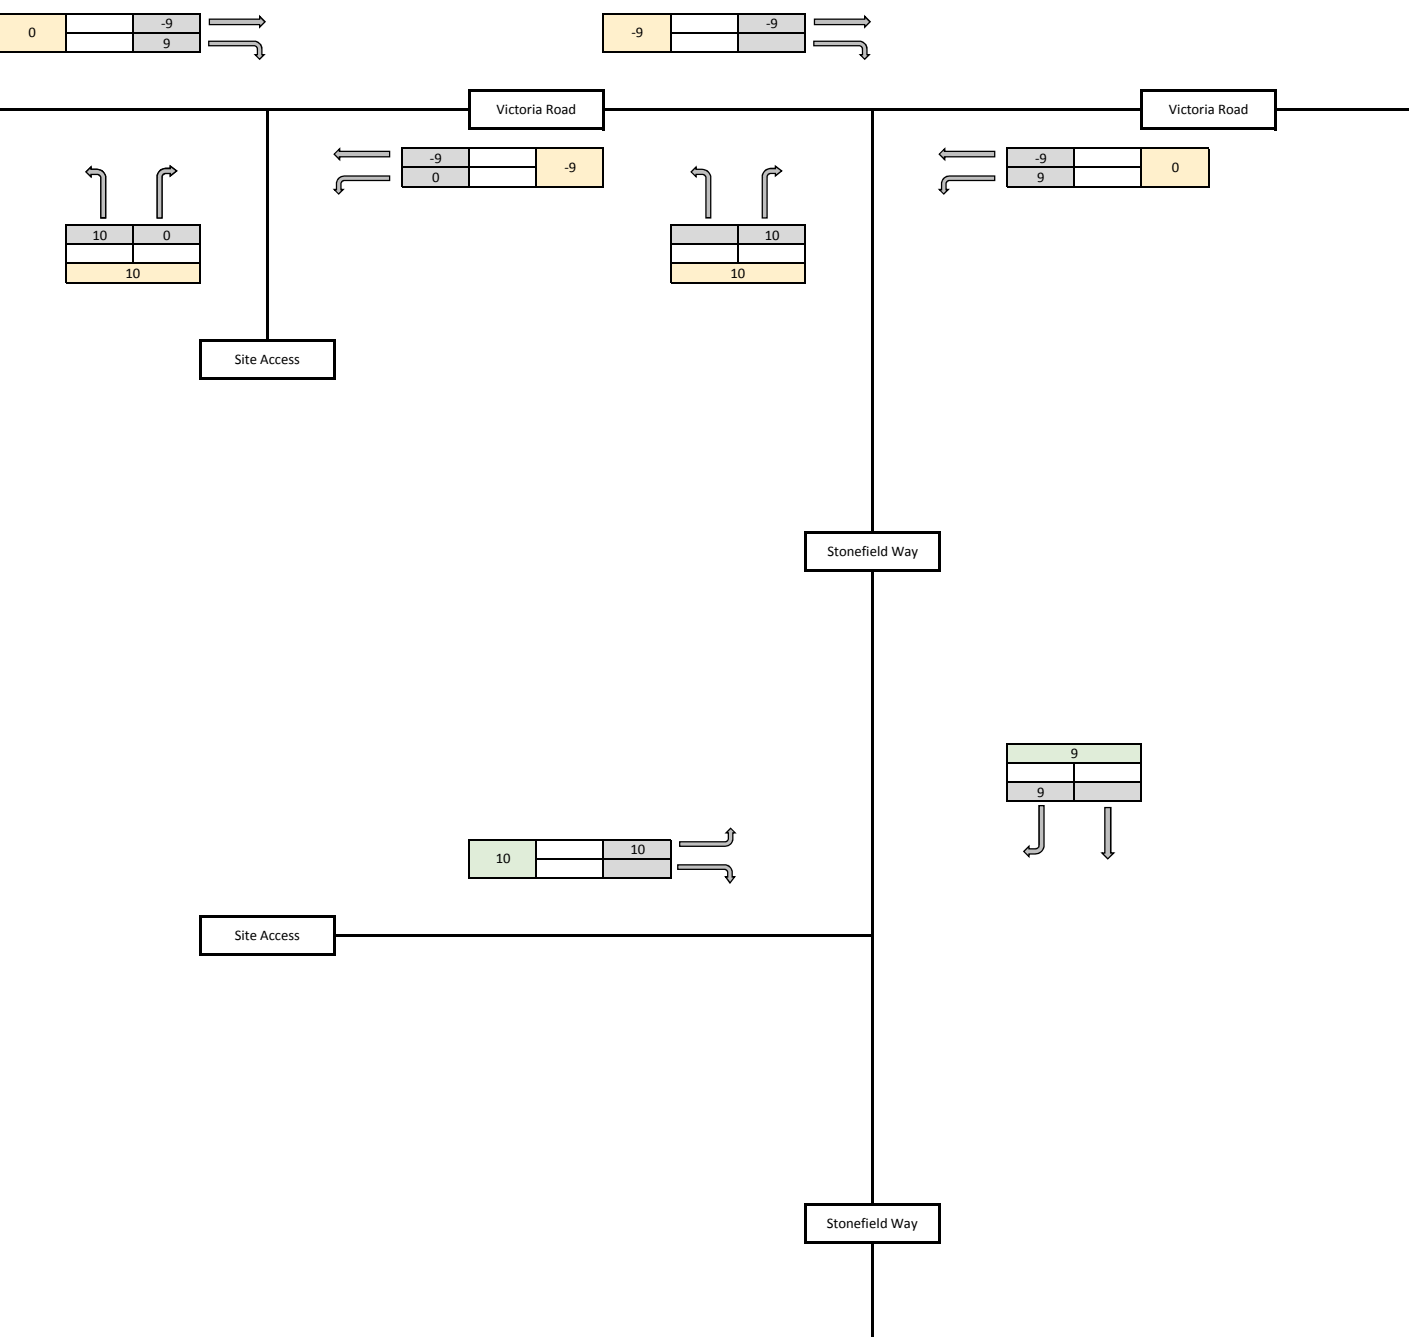 0 -9 -9 -9
9
Victoria Road Victoria Road
-9 -9 -9 0
0 9
10 0 10
10 10
Site Access
Stonefield Way
9
9
10 10
Site Access
Stonefield Way